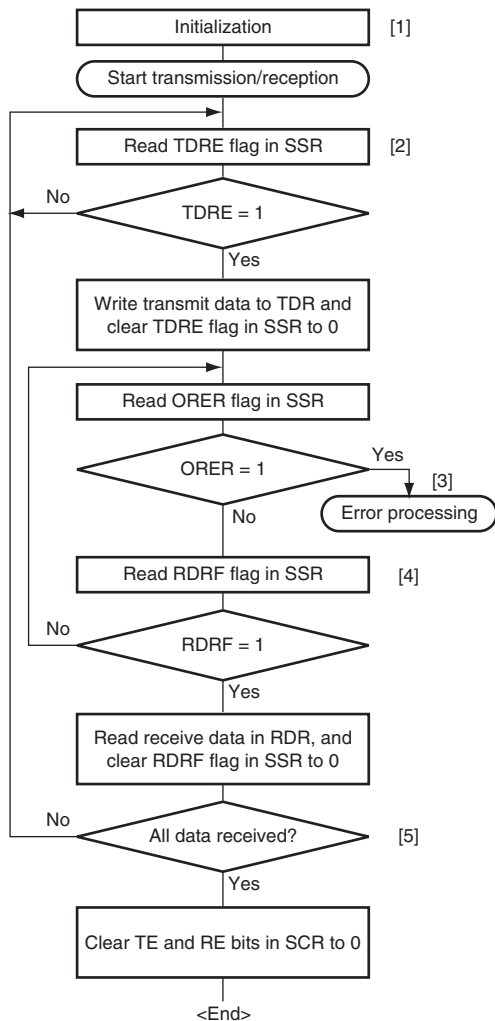 Initialization
[1]
Start transmission/reception
Read TDRE flag in SSR
[2]
No
TDRE = 1
Yes
Write transmit data to TDR and
clear TDRE flag in SSR to 0
Read ORER flag in SSR
Yes
ORER = 1
[3]
No
Error processing
Read RDRF flag in SSR
[4]
No
RDRF = 1
Yes
Read receive data in RDR, and
clear RDRF flag in SSR to 0
No
All data received?
[5]
Yes
Clear TE and RE bits in SCR to 0
<End>